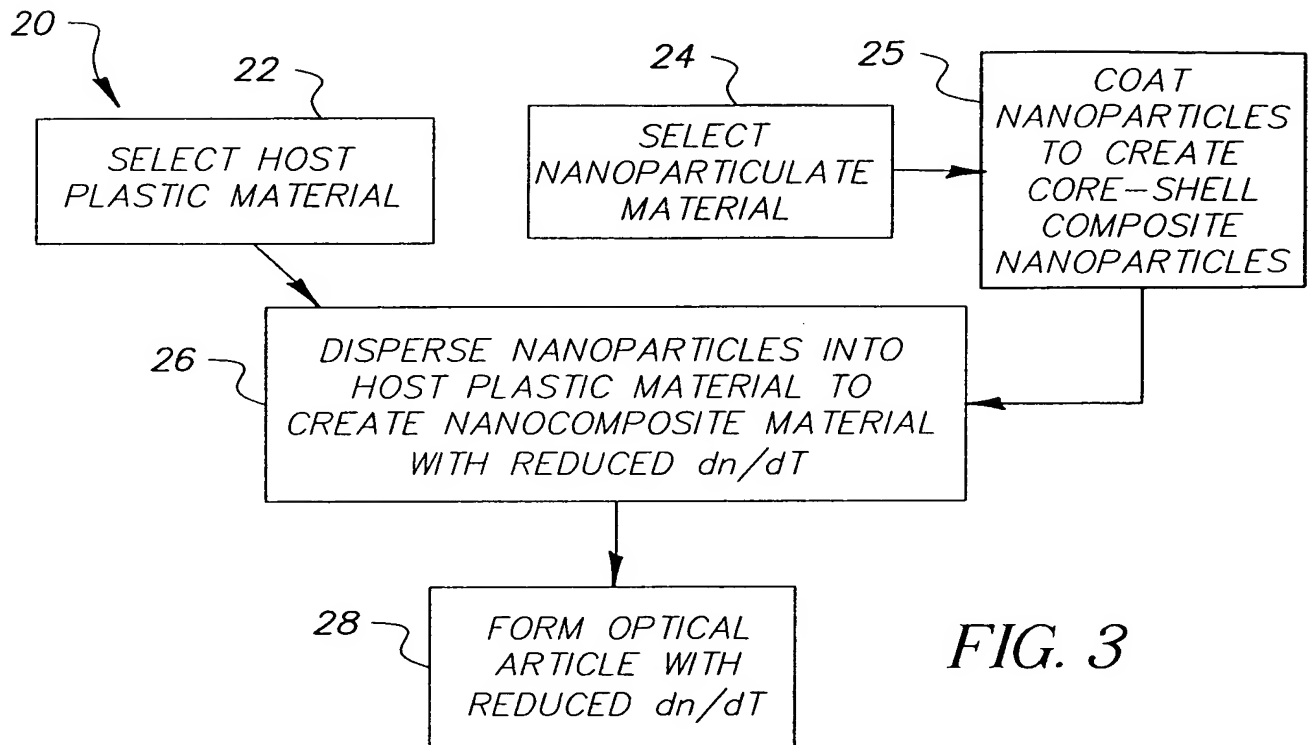 20
22
SELECT HOST
PLASTIC MATERIAL
24
SELECT
NANOPARTICULATE
MATERIAL
25
COAT
NANOPARTICLES
TO CREATE
CORE-SHELL
COMPOSITE
NANOPARTICLES
26
DISPERSE NANOPARTICLES INTO
HOST PLASTIC MATERIAL TO
CREATE NANOCOMPOSITE MATERIAL
WITH REDUCED dn/dT
28
FORM OPTICAL
ARTICLE WITH
REDUCED dn/dT
FIG. 3